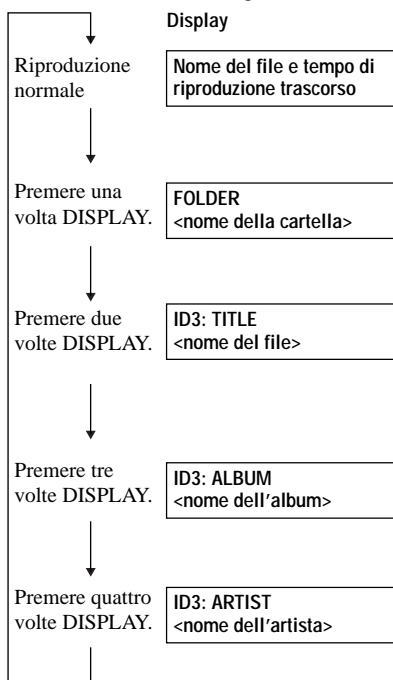 Display
Riproduzione
normale
Nome del file e tempo di
riproduzione trascorso
Premere una
volta DISPLAY.
FOLDER
<nome della cartella>
Premere due
volte DISPLAY.
ID3: TITLE
<nome del file>
Premere tre
volte DISPLAY.
ID3: ALBUM
<nome dell'album>
Premere quattro
volte DISPLAY.
ID3: ARTIST
<nome dell'artista>